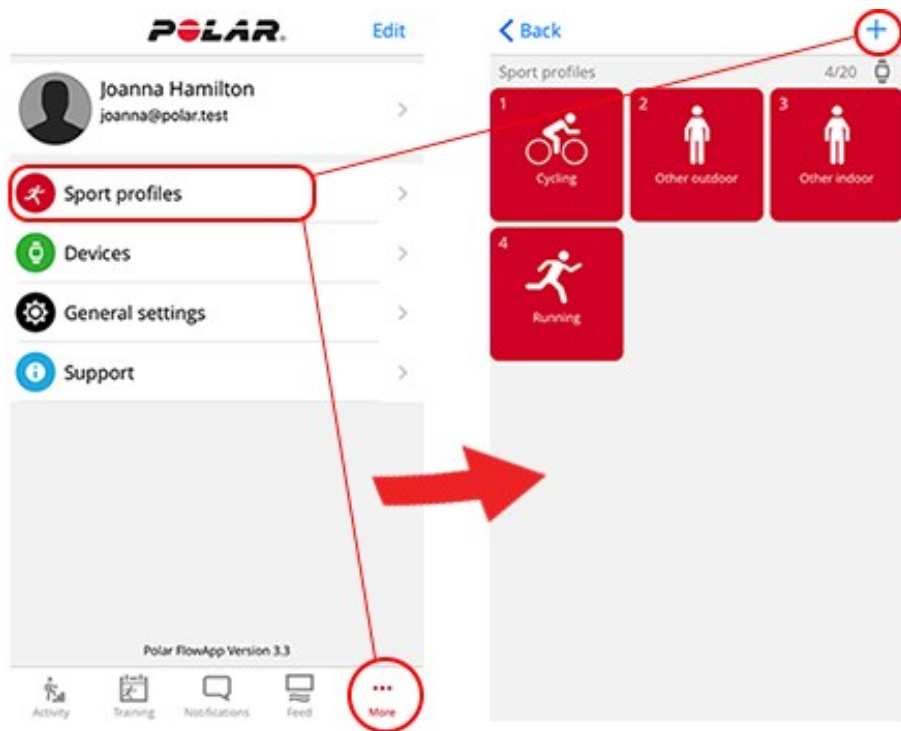 POLAR.
Edit
Joanna Hamilton
joanna@polar.test
Sport profiles
Devices
General settings
Support
Polar FlowApp Version 3.3
Activity
Training
Notifications
Feed
More
Back
+
Sport profiles
4/20
1
Cycling
2
Other outdoor
3
Other indoor
4
Running